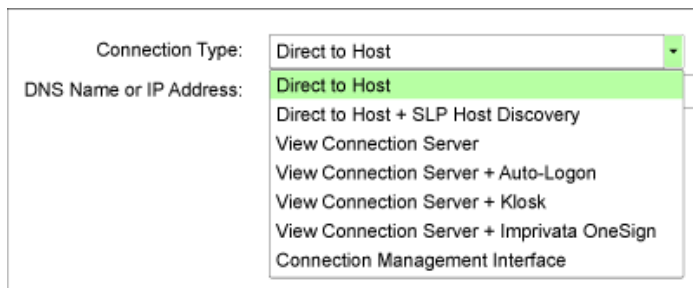 Connection Type: Direct to Host
DNS Name or IP Address:
Direct to Host
Direct to Host + SLP Host Discovery
View Connection Server
View Connection Server + Auto-Logon
View Connection Server + Klosk
View Connection Server + Imprivata OneSign
Connection Management Interface